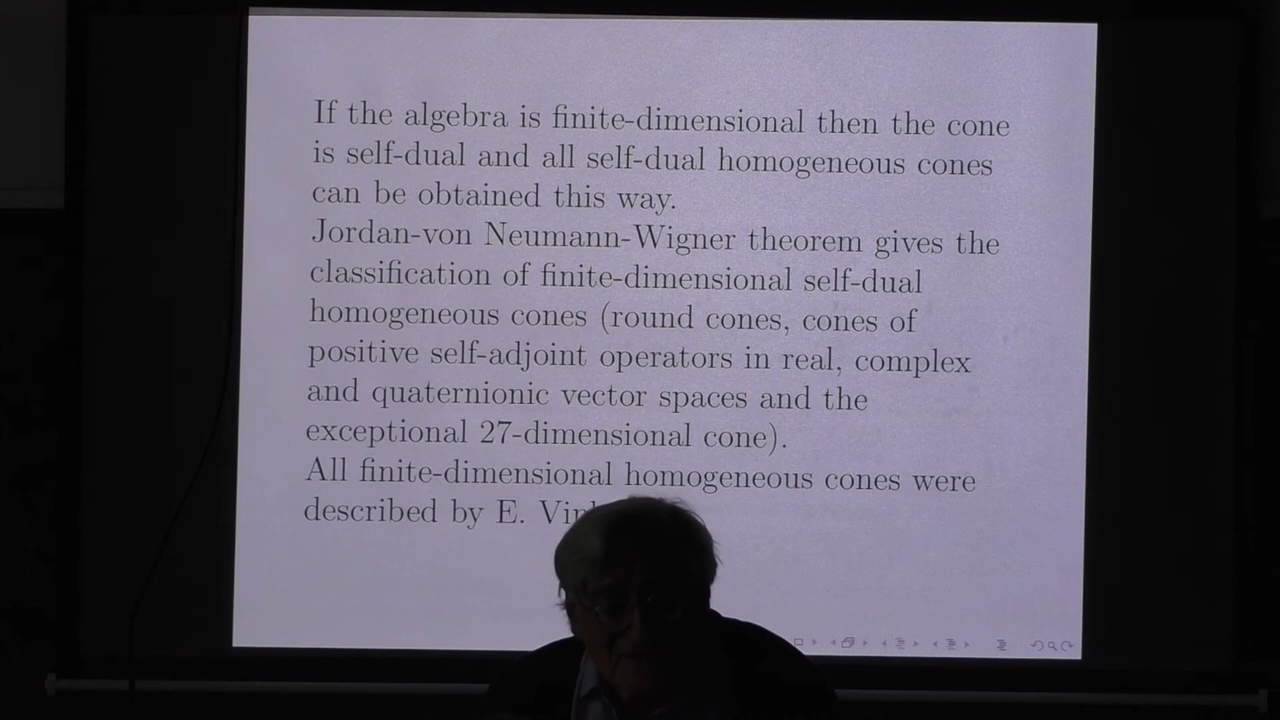 If the algebra is finite-dimensional then the cone
is self-dual and all self-dual homogeneous cones
can be obtained this way.
Jordan-von Neumann-Wigner theorem gives the
classification of finite-dimensional self-dual
homogeneous cones (round cones, cones of
positive self-adjoint operators in real, complex
and quaternionic vector spaces and the
exceptional 27-dimensional cone).
All finite-dimensional homogeneous cones were
described by E.